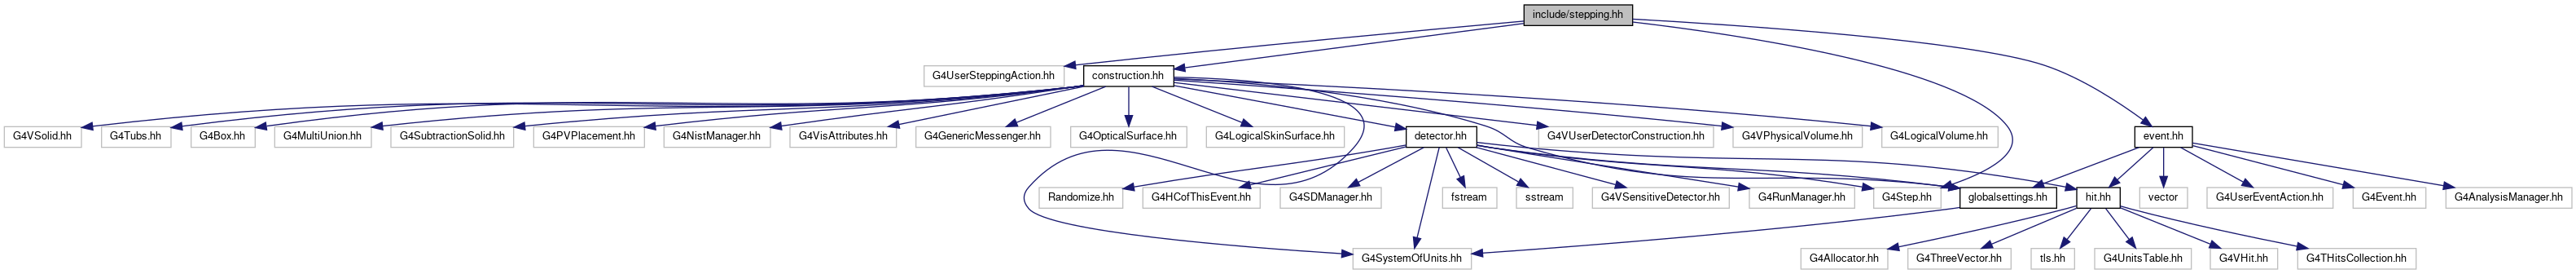 include/stepping.hh
G4UserSteppingAction.hh
construction.hh
G4VSolid.hh
G4Tubs.hh
G4Box.hh
G4MultiUnion.hh
G4SubtractionSolid.hh
G4PVPlacement.hh
G4NistManager.hh
G4VisAttributes.hh
G4GenericMessenger.hh
G4OpticalSurface.hh
G4LogicalSkinSurface.hh
detector.hh
G4VUserDetectorConstruction.hh
G4VPhysicalVolume.hh
G4LogicalVolume.hh
event.hh
Randomize.hh
G4HCofThisEvent.hh
G4SDManager.hh
fstream
sstream
G4VSensitiveDetector.hh
G4RunManager.hh
G4Step.hh
globalsettings.hh
hit.hh
vector
G4UserEventAction.hh
G4Event.hh
G4AnalysisManager.hh
G4SystemOfUnits.hh
G4Allocator.hh
G4ThreeVector.hh
tls.hh
G4UnitsTable.hh
G4VHit.hh
G4THitsCollection.hh